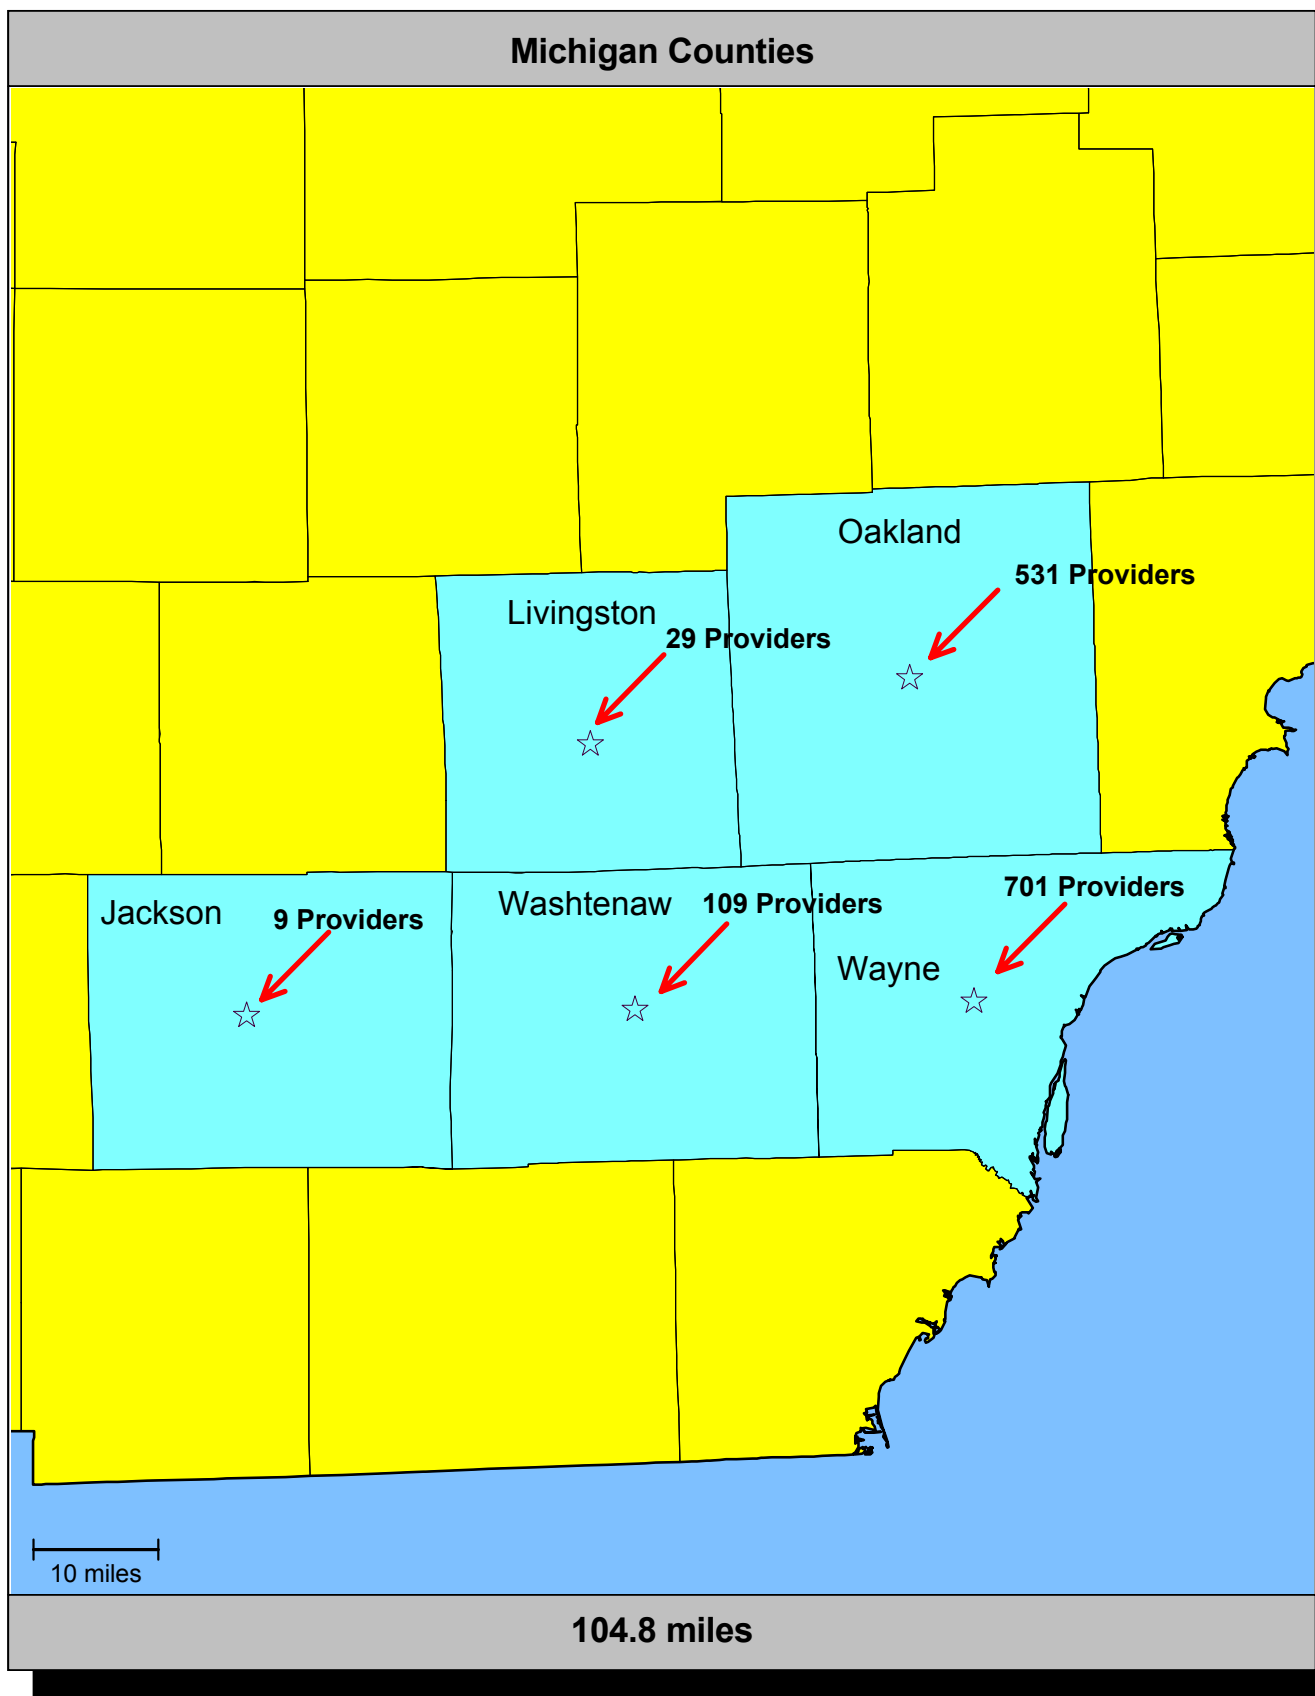 Michigan Counties
Oakland
531 Providers
Livingston
29 Providers
Jackson
9 Providers
Washtenaw
109 Providers
701 Providers
Wayne
10 miles
104.8 miles